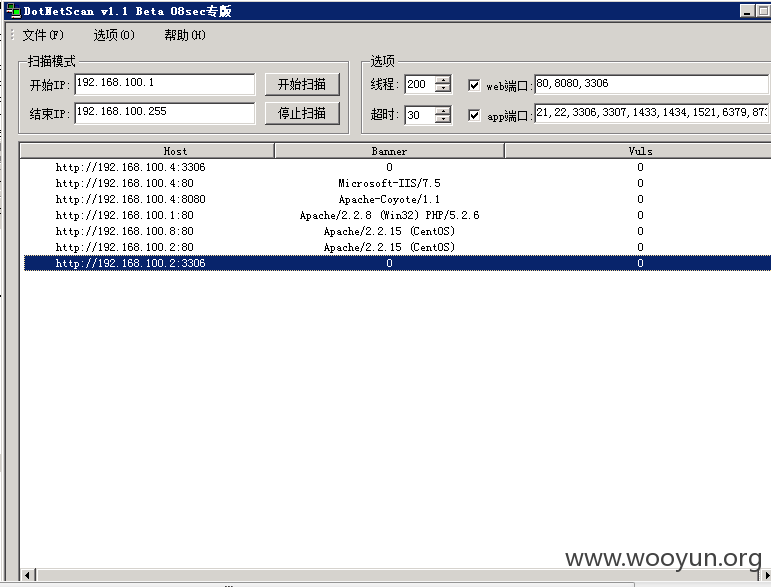 DotNetScan v1.1 Beta 08sec专版
文件(F) 选项(O) 帮助(H)
扫描模式
开始IP: 192.168.100.1 开始扫描
结束IP: 192.168.100.255 停止扫描
选项
线程: 200 web端口: 80,8080,3306
超时: 30 app端口: 21,22,3306,3307,1433,1434,1521,6379,873
Host Banner Vuls
http://192.168.100.4:3306 0 0
http://192.168.100.4:80 Microsoft-IIS/7.5 0
http://192.168.100.4:8080 Apache-Coyote/1.1 0
http://192.168.100.1:80 Apache/2.2.8 (Win32) PHP/5.2.6 0
http://192.168.100.8:80 Apache/2.2.15 (CentOS) 0
http://192.168.100.2:80 Apache/2.2.15 (CentOS) 0
http://192.168.100.2:3306 0 0
www.wooyun.org